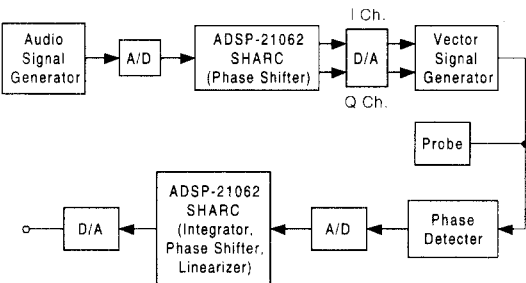 Audio
Signal
Generator
A/D
ADSP-21062
SHARC
(Phase Shifter)
I Ch.
D/A
Q Ch.
Vector
Signal
Generator
Probe
D/A
ADSP-21062
SHARC
(Integrator,
Phase Shifter,
Linearizer)
A/D
Phase
Detecter